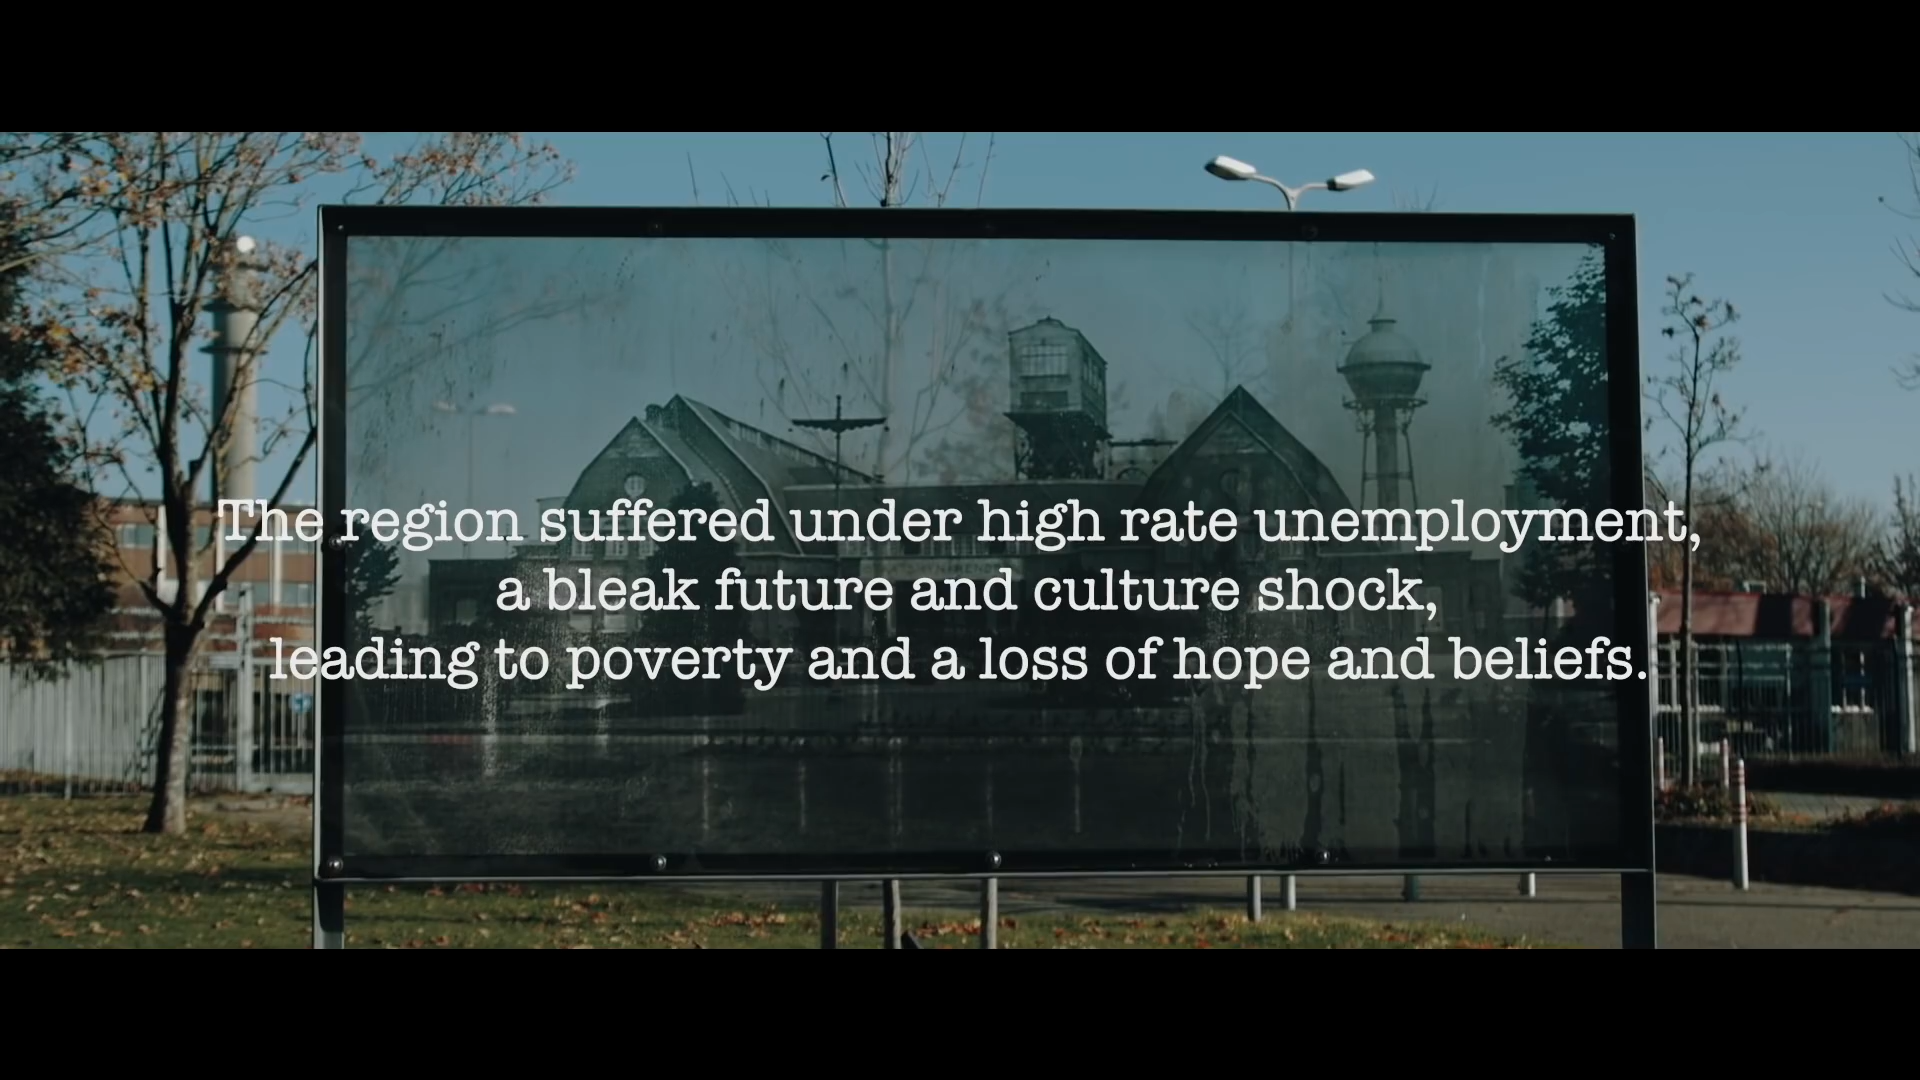 The region suffered under high rate unemployment,
a bleak future and culture shock,
leading to poverty and a loss of hope and beliefs.